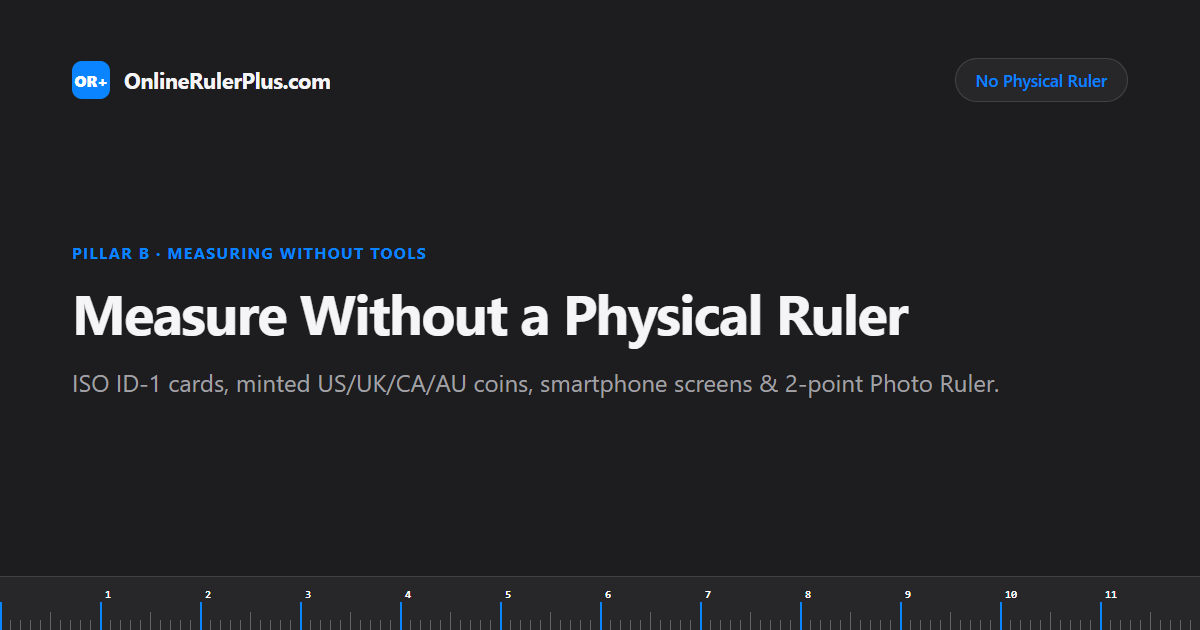 OR+ OnlineRulerPlus.com
No Physical Ruler
PILLAR B · MEASURING WITHOUT TOOLS
Measure Without a Physical Ruler
ISO ID-1 cards, minted US/UK/CA/AU coins, smartphone screens & 2-point Photo Ruler.
1 2 3 4 5 6 7 8 9 10 11